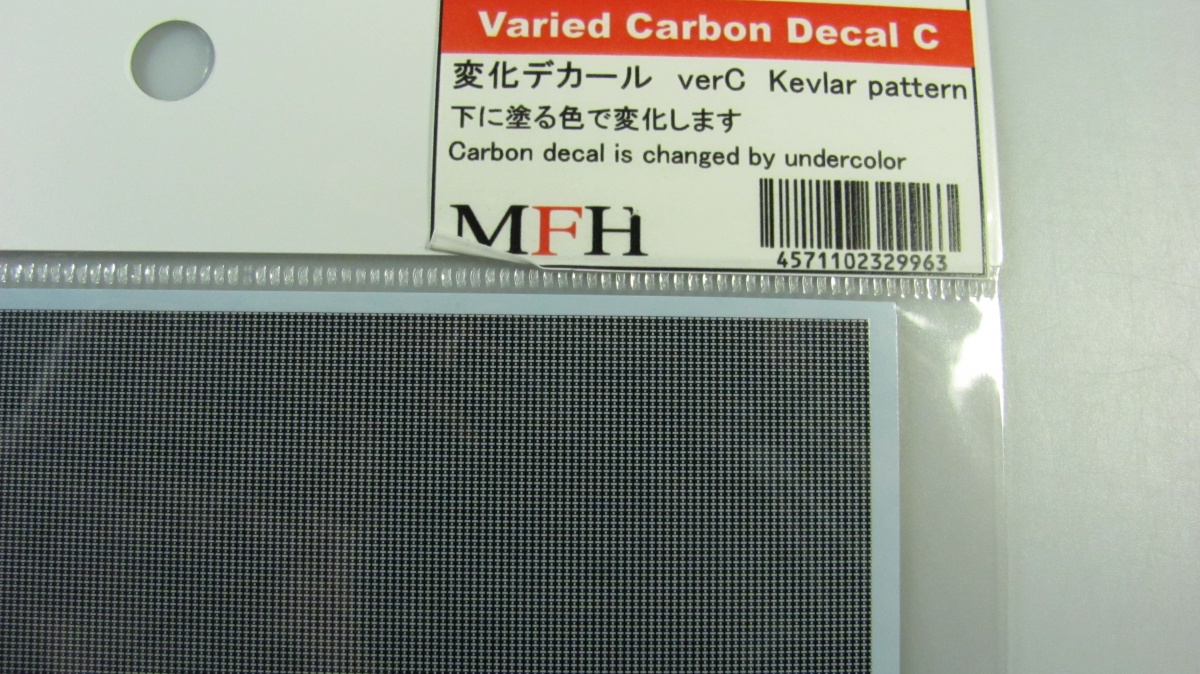 Varied Carbon Decal C
変化デカール verC Kevlar pattern
下に塗る色で変化します
Carbon decal is changed by undercolor
MFH
4571102329963